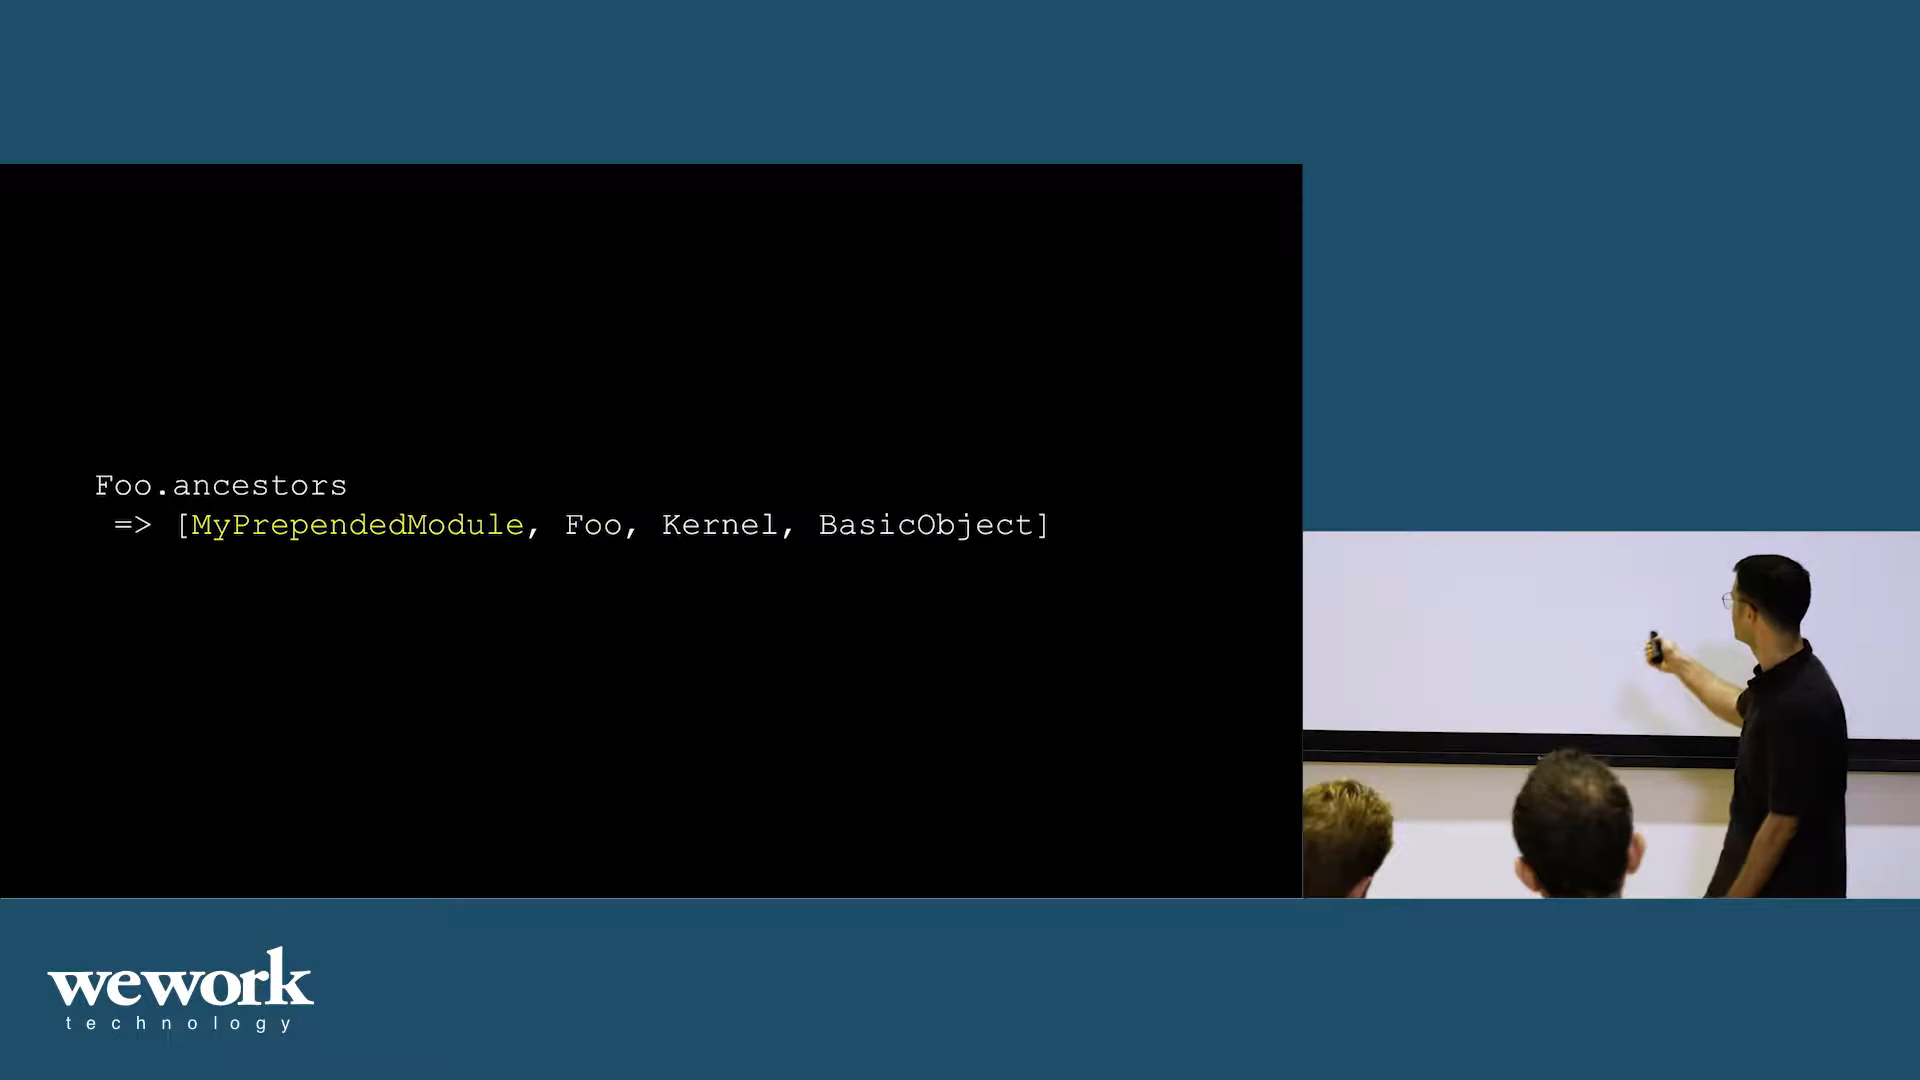 Foo.ancestors
=> [MyPrependedModule, Foo, Kernel, BasicObject]
wework
technology